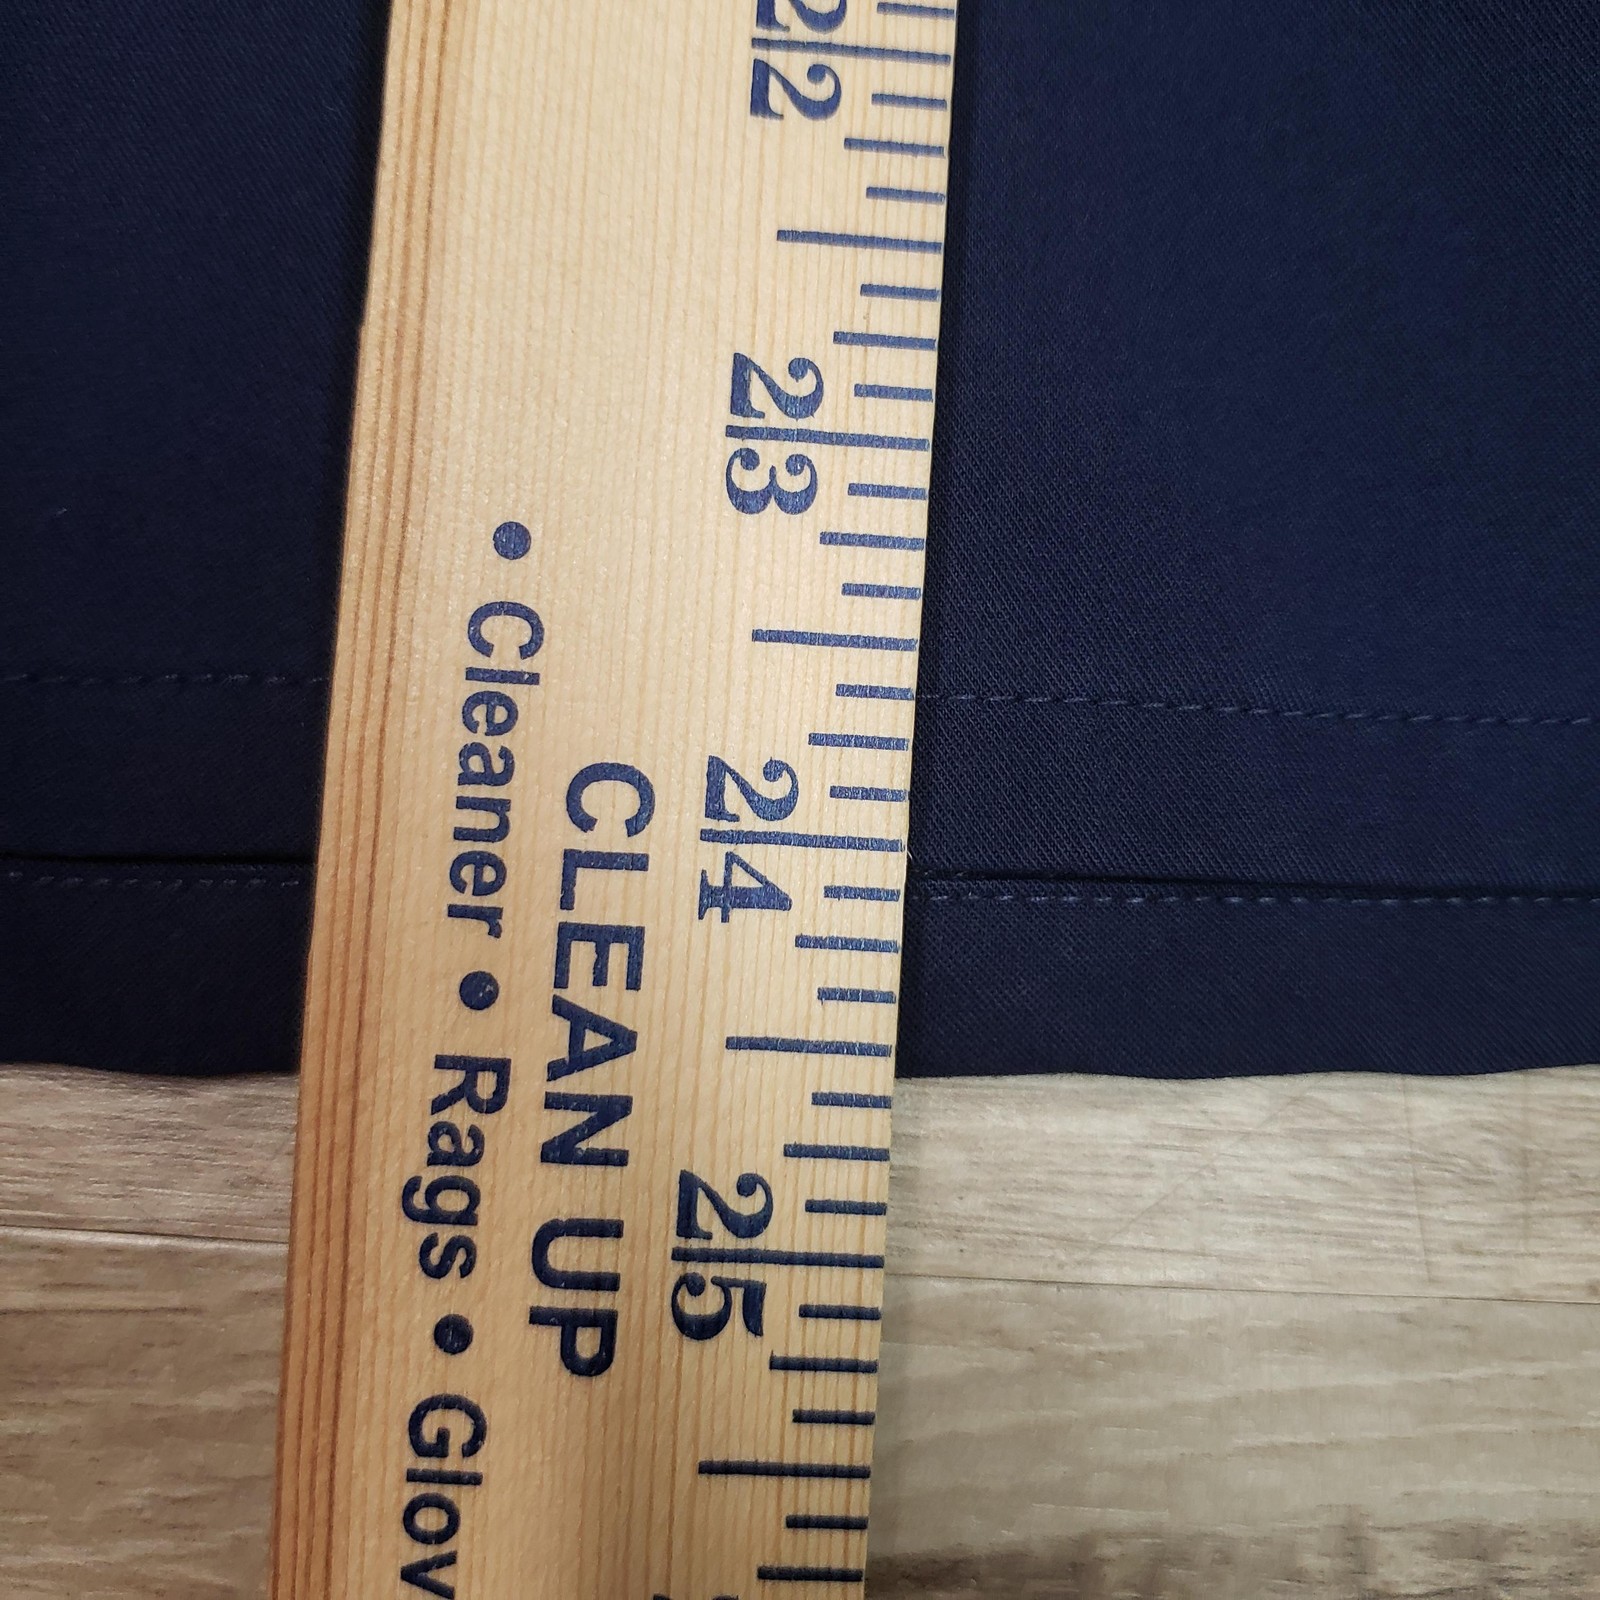 22
23
24
25
CLEAN UP
• Cleaner • Rags • Glov